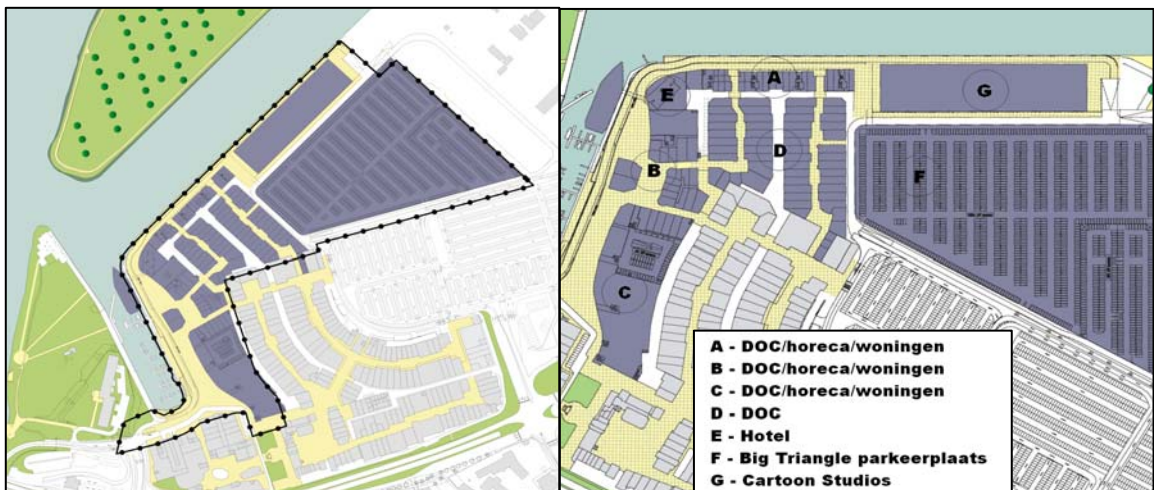 A
E
G
D
B
F
C
A - DOC/horeca/woningen
B - DOC/horeca/woningen
C - DOC/horeca/woningen
D - DOC
E - Hotel
F - Big Triangle parkeerplaats
G - Cartoon Studios